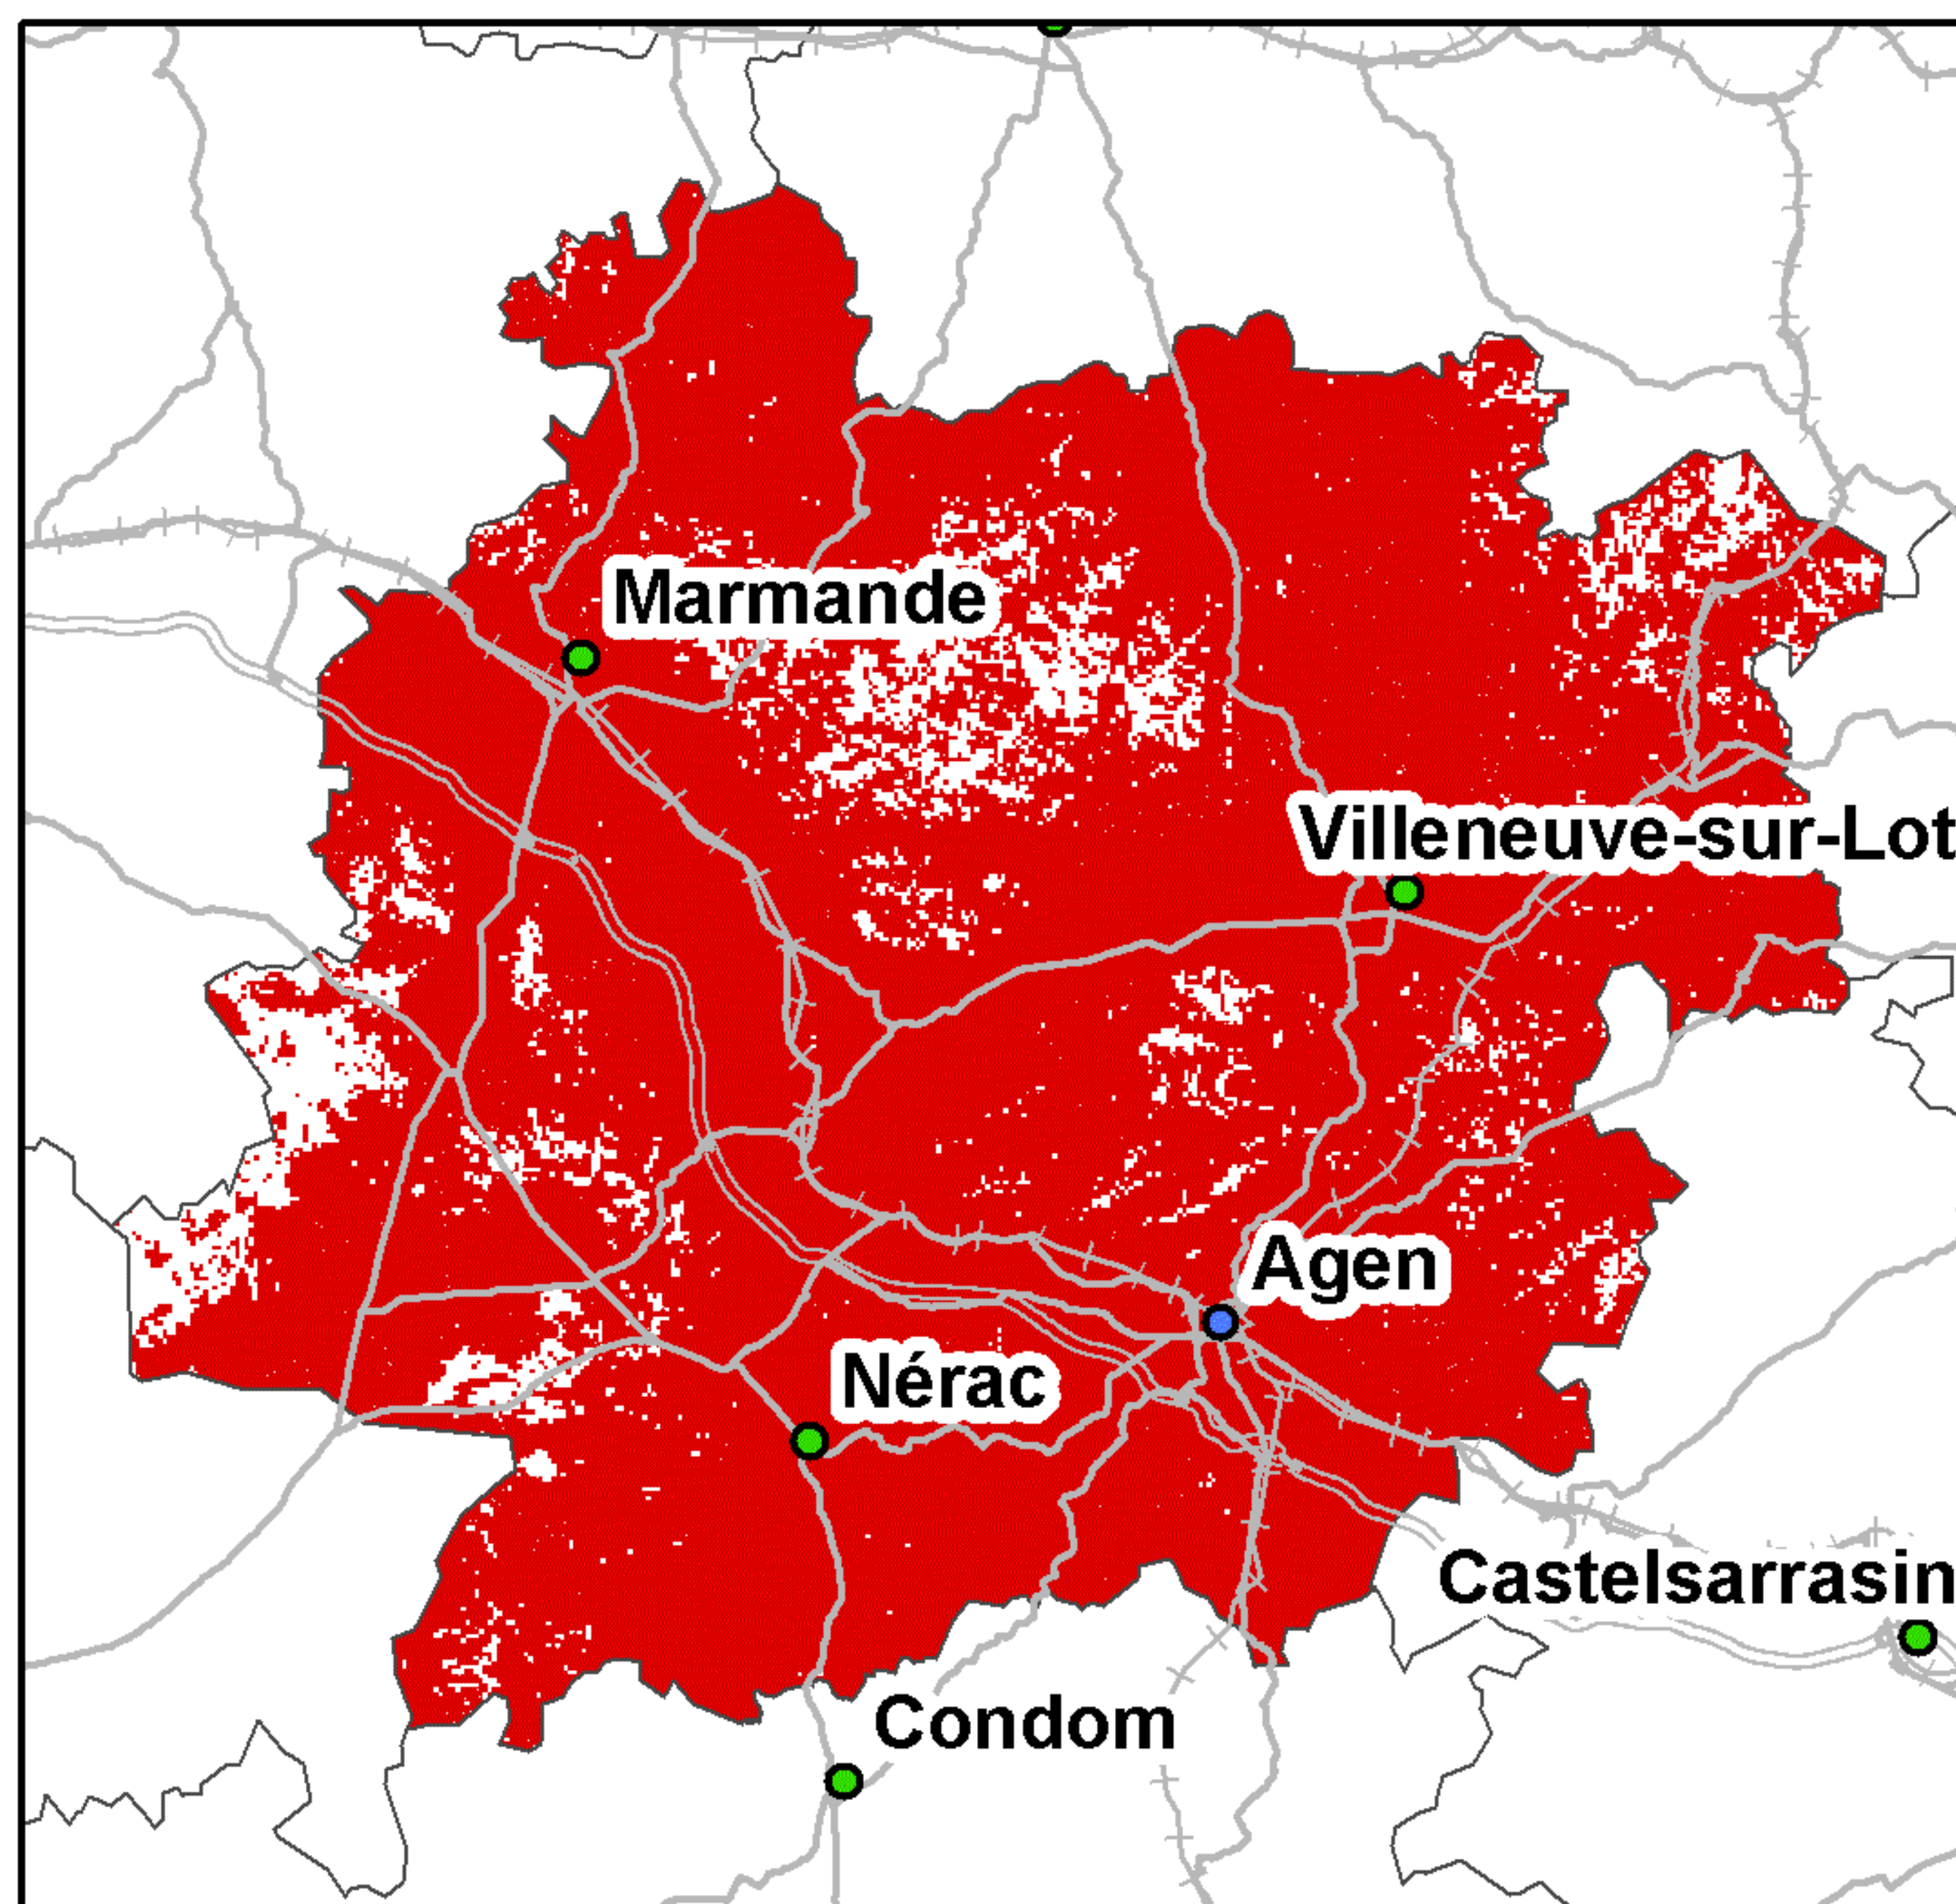 Marmande
Villeneuve-sur-Lot
Agen
Nérac
Castelsarrasin
Condom